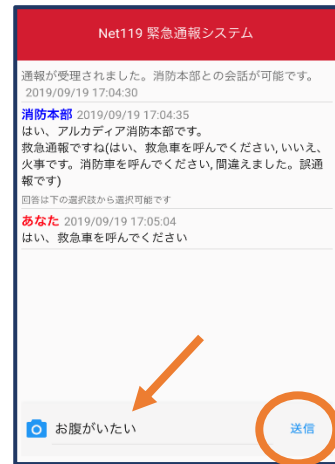 Net119 緊急通報システム
通報が受理されました。消防本部との会話が可能です。
2019/09/19 17:04:30
消防本部 2019/09/19 17:04:35
はい、アルカディア消防本部です。
救急通報ですね(はい、救急車を呼んでください, いいえ、
火事です。消防車を呼んでください, 間違えました。誤通
報です)
回答は下の選択肢から選択可能です
あなた 2019/09/19 17:05:04
はい、救急車を呼んでください
お腹がいたい
送信